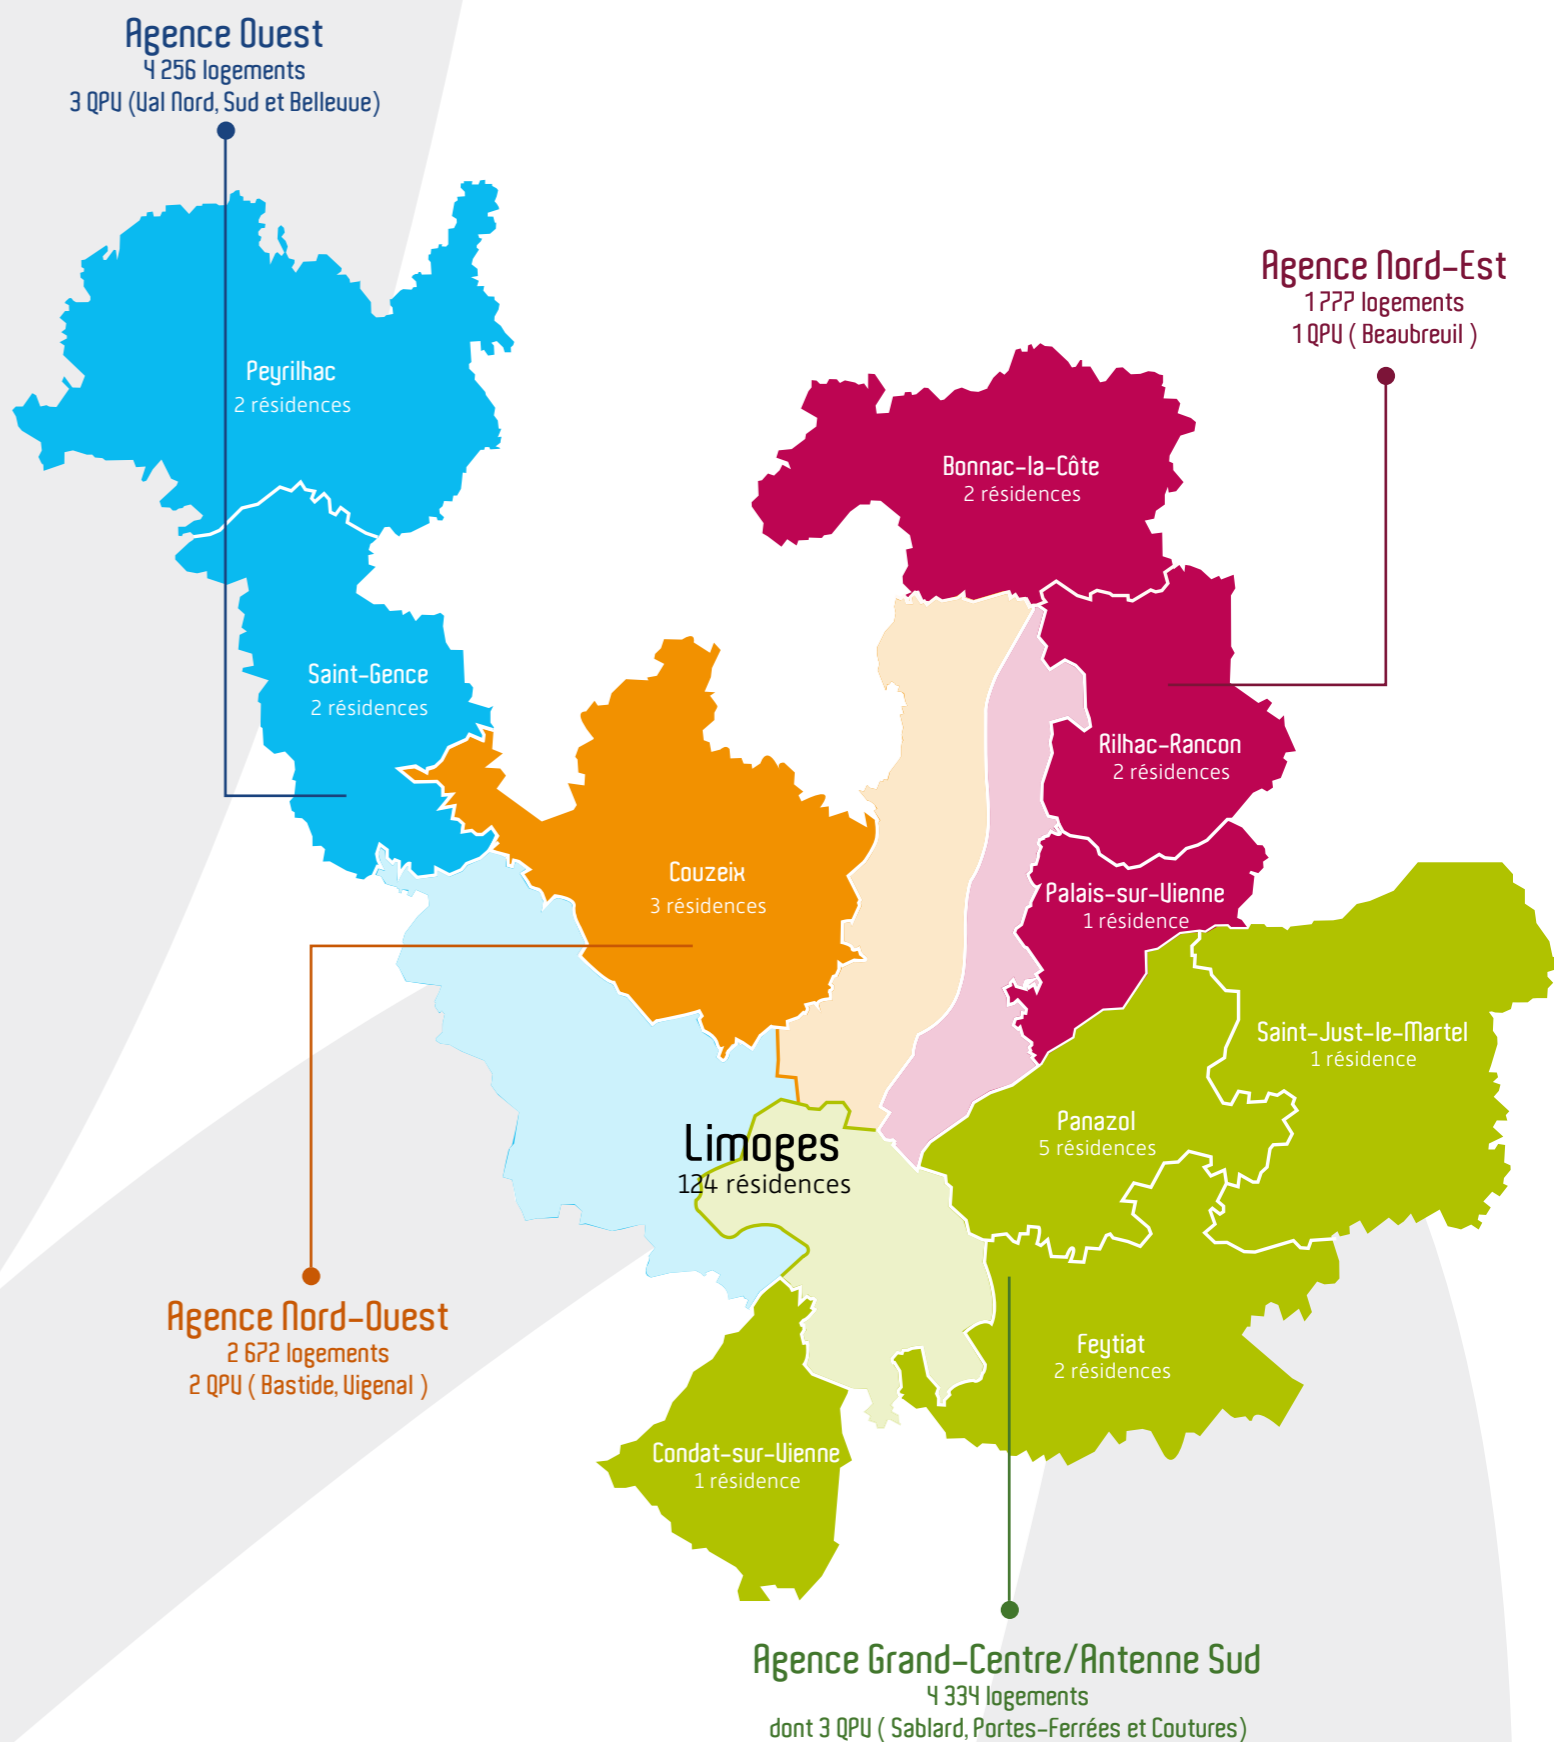 Agence Ouest
4 256 logements
3 QPV (Val Nord, Sud et Bellevue)
Agence Nord-Est
1 777 logements
1 QPV ( Beaubreuil )
Peyrilhac
2 résidences
Bonnac-la-Côte
2 résidences
Saint-Gence
2 résidences
Rilhac-Rancon
2 résidences
Couzeix
3 résidences
Palais-sur-Vienne
1 résidence
Saint-Just-le-Martel
1 résidence
Panazol
5 résidences
Limoges
124 résidences
Agence Nord-Ouest
2 672 logements
2 QPV ( Bastide, Vigenal )
Feytiat
2 résidences
Condat-sur-Vienne
1 résidence
Agence Grand-Centre/Antenne Sud
4 334 logements
dont 3 QPV ( Sablard, Portes-Ferrées et Coutures)